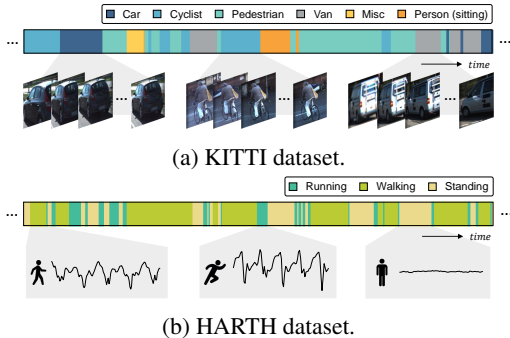 Car Cyclist Pedestrian Van Misc Person (sitting)
... ...
time
... ... ...
(a) KITTI dataset.
Running Walking Standing
... ...
time
(b) HARTH dataset.